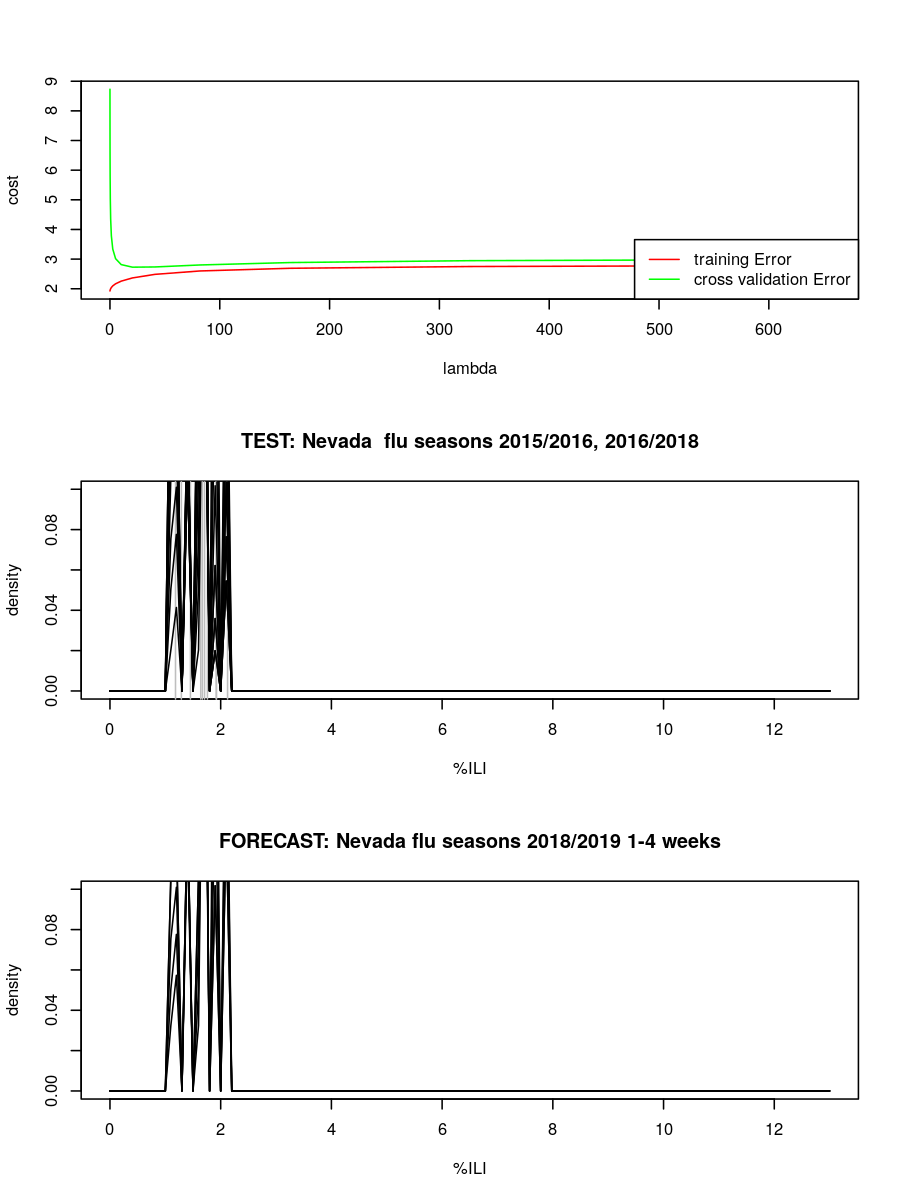 9
8
7
6
5
4
3
2
cost
training Error
cross validation Error
0 100 200 300 400 500 600
lambda
TEST: Nevada  flu seasons 2015/2016, 2016/2018
0.08
0.04
0.00
density
0 2 4 6 8 10 12
%ILI
FORECAST: Nevada flu seasons 2018/2019 1-4 weeks
0.08
0.04
0.00
density
0 2 4 6 8 10 12
%ILI